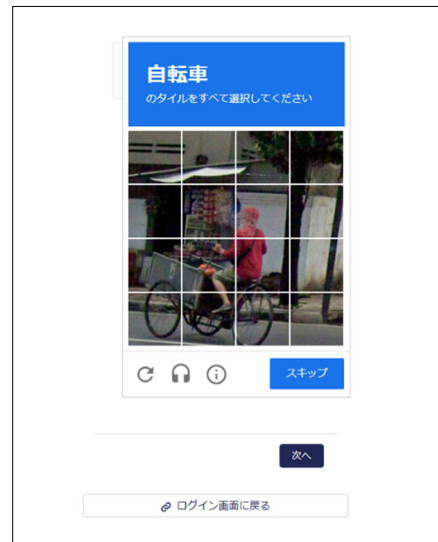 自転車
のタイルをすべて選択してください
スキップ
次へ
ログイン画面に戻る